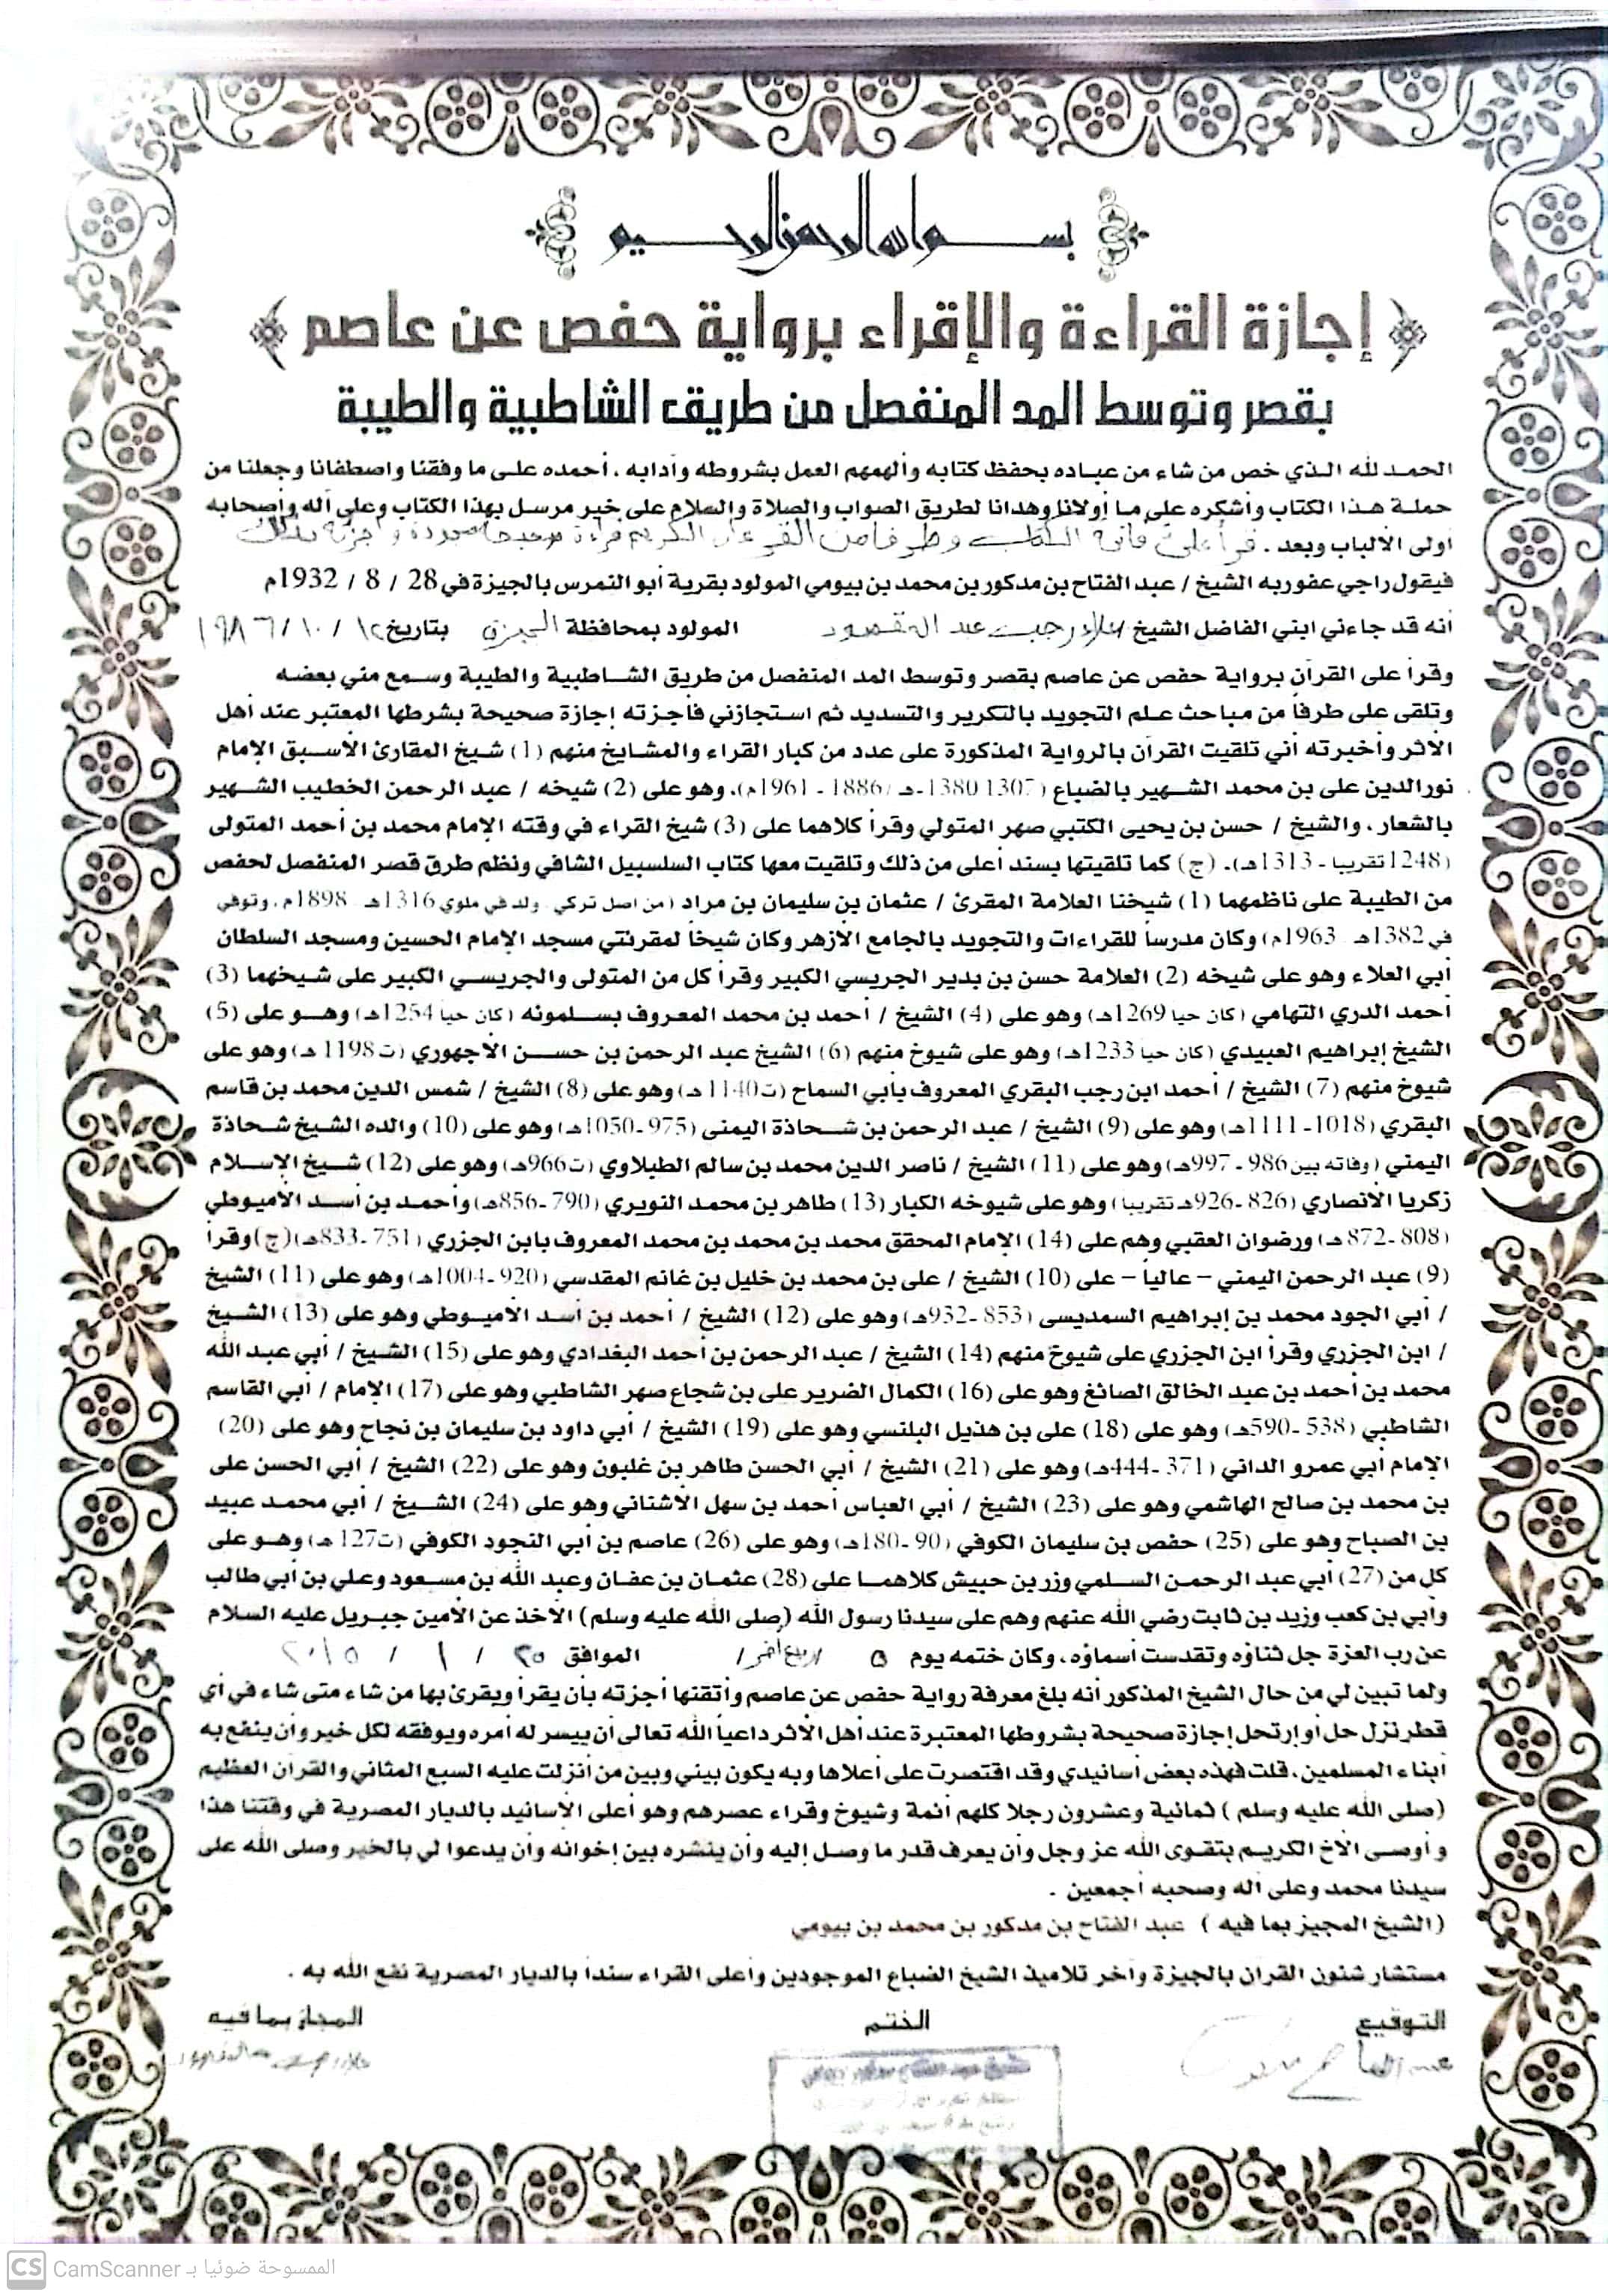 بسم الله الرحمن الرحيم
إجازة القراءة والإقراء برواية حفص عن عاصم
بقصر وتوسط المد المنفصل من طريق الشاطبية والطيبة
الحمد لله الذي خص من شاء من عباده بحفظ كتابه وألهمهم العمل بشروطه وآدابه ، أحمده على ما وفقنا واصطفانا وجعلنا من
حملة هذا الكتاب وأشكره على ما أولانا وهدانا لطريق الصواب والصلاة والسلام على خير مرسل بهذا الكتاب وعلى آله وأصحابه
أولى الألباب وبعد . قرأ علىّ فاتحة الكتاب وطرفا من القرءان الكريم قراءة صحيحة مجودة وأجزته بذلك
فيقول راجي عفو ربه الشيخ / عبد الفتاح بن مدكور بن محمد بن بيومي المولود بقرية أبو النمرس بالجيزة في 28 / 8 / 1932م
أنه قد جاءني ابني الفاضل الشيخ علاء رجب عبد المقصود المولود بمحافظة الجيزة بتاريخ ١٢ / ١٠ / ١٩٨٦
وقرأ على القرآن برواية حفص عن عاصم بقصر وتوسط المد المنفصل من طريق الشاطبية والطيبة وسمع مني بعضه
وتلقى على طرفاً من مباحث علم التجويد بالتكرير والتسديد ثم استجازني فأجزته إجازة صحيحة بشرطها المعتبر عند أهل
الأثر وأخبرته أني تلقيت القرآن بالرواية المذكورة على عدد من كبار القراء والمشايخ منهم (1) شيخ المقارئ الأسبق الإمام
نور الدين على بن محمد الشهير بالضباع (1307 1380هـ / 1886 - 1961م)، وهو على (2) شيخه / عبد الرحمن الخطيب الشهير
بالشعار، والشيخ / حسن بن يحيى الكتبي صهر المتولي وقرأ كلاهما على (3) شيخ القراء في وقته الإمام محمد بن أحمد المتولى
(1248 تقريبا - 1313هـ). (ج) كما تلقيتها بسند أعلى من ذلك وتلقيت معها كتاب السلسبيل الشافي ونظم طرق قصر المنفصل لحفص
من الطيبة على ناظمهما (1) شيخنا العلامة المقرئ / عثمان بن سليمان بن مراد (من اصل تركي ولد في ملوي 1316هـ 1898م ، وتوفي
في 1382هـ 1963م) وكان مدرساً للقراءات والتجويد بالجامع الأزهر وكان شيخاً لمقرئتي مسجد الإمام الحسين ومسجد السلطان
أبي العلاء وهو على شيخه (2) العلامة حسن بن بدير الجريسي الكبير وقرأ كل من المتولى والجريسي الكبير على شيخهما (3)
أحمد الدري التهامي (كان حيا 1269هـ) وهو على (4) الشيخ / أحمد بن محمد المعروف بسلمونه (كان حيا 1254هـ) وهو على (5)
الشيخ إبراهيم العبيدي (كان حيا 1233هـ) وهو على شيوخ منهم (6) الشيخ عبد الرحمن بن حسن الأجهوري (ت 1198 هـ) وهو على
شيوخ منهم (7) الشيخ / أحمد ابن رجب البقري المعروف بأبي السماح (ت 1140 هـ) وهو على (8) الشيخ / شمس الدين محمد بن قاسم
البقري (1018-1111هـ) وهو على (9) الشيخ / عبد الرحمن بن شحاذة اليمنى (975-1050هـ) وهو على (10) والده الشيخ شحاذة
اليمني (وفاته بين 986 - 997هـ) وهو على (11) الشيخ / ناصر الدين محمد بن سالم الطبلاوي (ت 966هـ) وهو على (12) شيخ الإسلام
زكريا الأنصاري (826 - 926هـ تقريبا) وهو على شيوخه الكبار (13) طاهر بن محمد النويري (790 - 856هـ) وأحمد بن أسد الأميوطي
(808 - 872 هـ) ورضوان العقبي وهم على (14) الإمام المحقق محمد بن محمد بن محمد المعروف بابن الجزري (751 - 833هـ) (ج) وقرأ
(9) عبد الرحمن اليمني – عالياً – على (10) الشيخ / على بن محمد بن خليل بن غانم المقدسي (920 - 1004هـ) وهو على (11) الشيخ
/ أبي الجود محمد بن إبراهيم السمديسى (853 - 932هـ) وهو على (12) الشيخ / أحمد بن أسد الأميوطي وهو على (13) الشيخ
/ ابن الجزري وقرأ ابن الجزري على شيوخ منهم (14) الشيخ / عبد الرحمن بن أحمد البغدادي وهو على (15) الشيخ / أبي عبد الله
محمد بن أحمد بن عبد الخالق الصائغ وهو على (16) الكمال الضرير على بن شجاع صهر الشاطبي وهو على (17) الإمام / أبي القاسم
الشاطبي (538 - 590هـ) وهو على (18) على بن هذيل البلنسي وهو على (19) الشيخ / أبي داود بن سليمان بن نجاح وهو على (20)
الإمام أبي عمرو الداني (371 - 444هـ) وهو على (21) الشيخ / أبي الحسن طاهر بن غلبون وهو على (22) الشيخ / أبي الحسن على
بن محمد بن صالح الهاشمي وهو على (23) الشيخ / أبي العباس أحمد بن سهل الأشناني وهو على (24) الشيخ / أبي محمد عبيد
بن الصباح وهو على (25) حفص بن سليمان الكوفي (90 - 180هـ) وهو على (26) عاصم بن أبي النجود الكوفي (ت 127 هـ) وهو على
كل من (27) أبي عبد الرحمن السلمي وزر بن حبيش كلاهما على (28) عثمان بن عفان وعبد الله بن مسعود وعلي بن أبي طالب
وأبي بن كعب وزيد بن ثابت رضي الله عنهم وهم على سيدنا رسول الله (صلى الله عليه وسلم) الآخذ عن الأمين جبريل عليه السلام
عن رب العزة جل ثناؤه وتقدست أسماؤه ، وكان ختمه يوم ٥ / ربيع آخر / الموافق ٢٥ / ١ / ٢٠١٥
ولما تبين لي من حال الشيخ المذكور أنه بلغ معرفة رواية حفص عن عاصم وأتقنها أجزته بأن يقرأ ويقرئ بها من شاء متى شاء في أي
قطر نزل حل أو إرتحل إجازة صحيحة بشروطها المعتبرة عند أهل الأثر داعياً الله تعالى أن ييسر له أمره ويوفقه لكل خير وأن ينفع به
أبناء المسلمين ، قلت فهذه بعض أسانيدي وقد اقتصرت على أعلاها وبه يكون بيني وبين من أنزلت عليه السبع المثاني والقرآن العظيم
(صلى الله عليه وسلم ) ثمانية وعشرون رجلا كلهم أئمة وشيوخ وقراء عصرهم وهو أعلى الأسانيد بالديار المصرية في وقتنا هذا
وأوصى الأخ الكريم بتقوى الله عز وجل وأن يعرف قدر ما وصل إليه وأن ينشره بين إخوانه وأن يدعوا لي بالخير وصلى الله على
سيدنا محمد وعلى آله وصحبه أجمعين .
(الشيخ المجيز بما فيه ) عبد الفتاح بن مدكور بن محمد بن بيومي
مستشار شئون القرآن بالجيزة وآخر تلاميذ الشيخ الضباع الموجودين وأعلى القراء سنداً بالديار المصرية نفع الله به .
التوقيع الختم المجاز بما فيه
عبد الفتاح مدكور علاء رجب عبد المقصود
CS CamScanner الممسوحة ضوئيا بـ